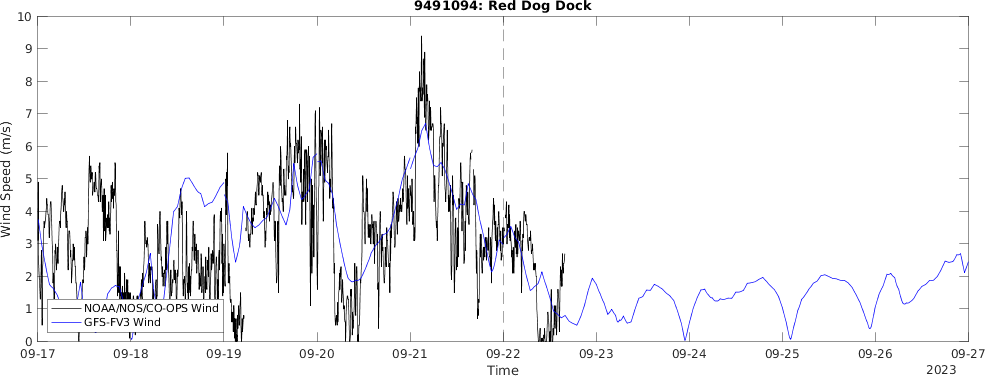 9491094: Red Dog Dock
Wind Speed (m/s)
10
9
8
7
6
5
4
3
2
1
0
NOAA/NOS/CO-OPS Wind
GFS-FV3 Wind
09-17 09-18 09-19 09-20 09-21 09-22 09-23 09-24 09-25 09-26 09-27
Time
2023